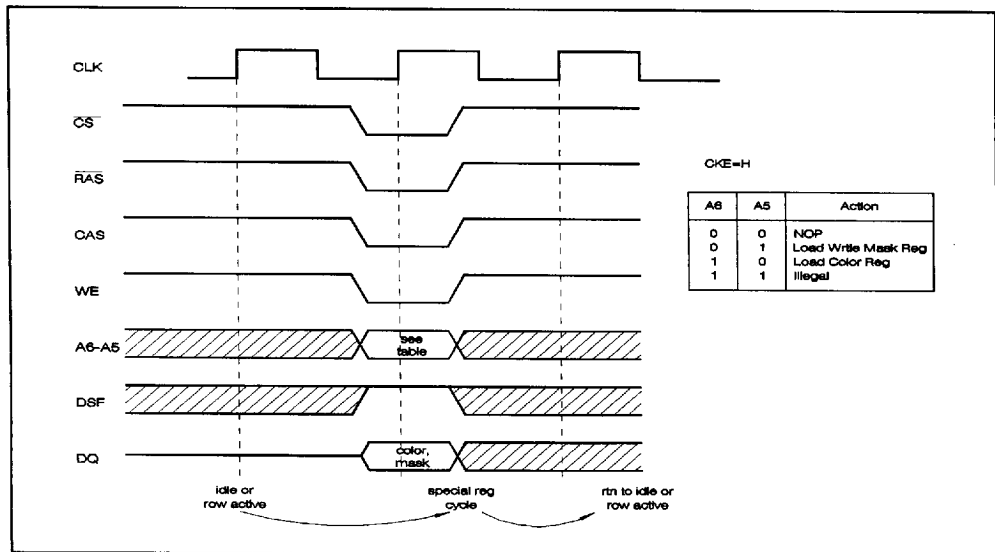 CLK
CS
RAS
CAS
WE
A6-A5
see
table
DSF
DQ
color,
mask
idle or
row active
special reg
cycle
rtn to idle or
row active
CKE=H
A6 A5 Action
0 0 NOP
0 1 Load Wrtle Mask Reg
1 0 Load Color Reg
1 1 Illegal